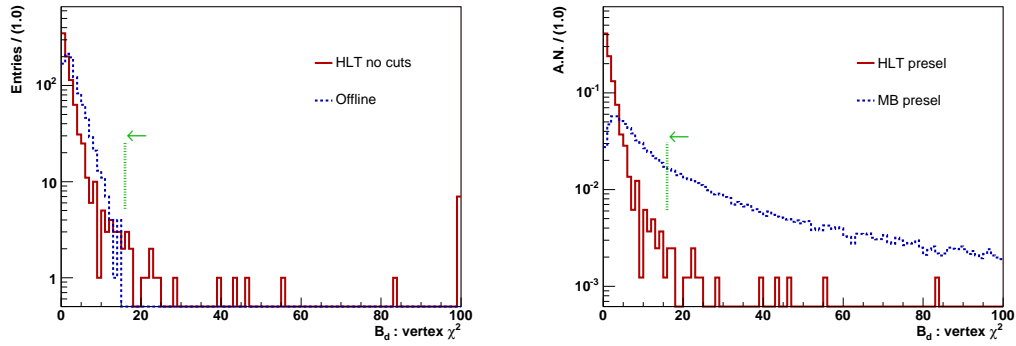 Entries / (1.0)
10²
10
1
HLT no cuts
Offline
0 20 40 60 80 100
B_d : vertex χ²
A.N. / (1.0)
10⁻¹
10⁻²
10⁻³
HLT presel
MB presel
0 20 40 60 80 100
B_d : vertex χ²